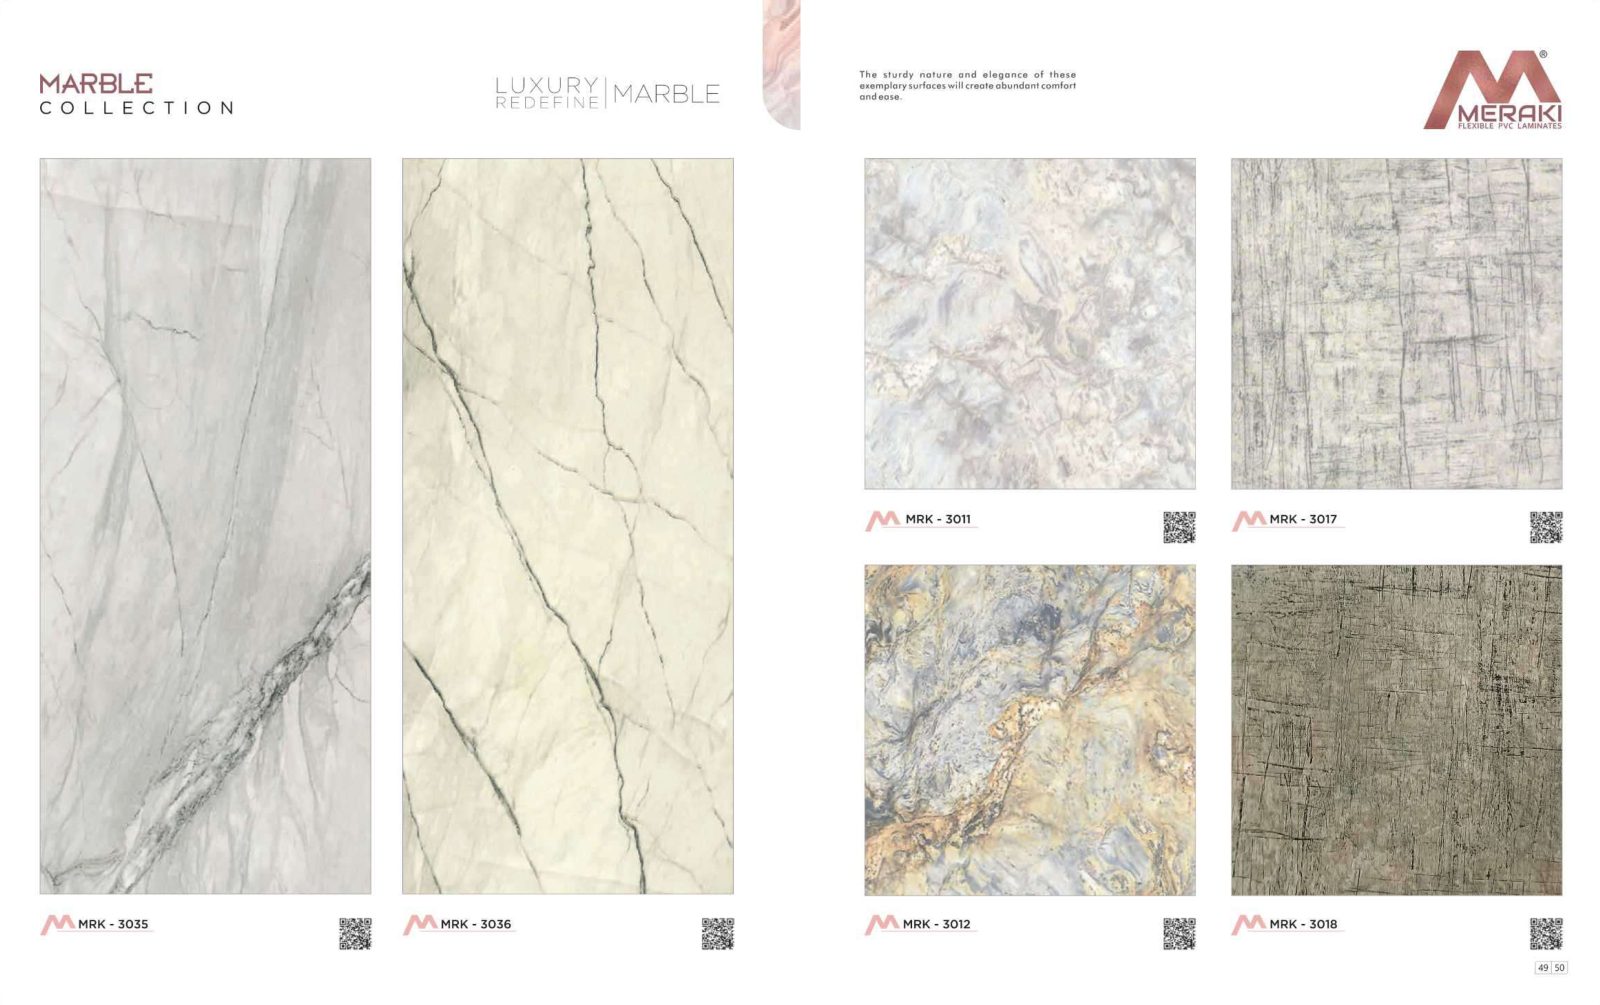 MARBLE
COLLECTION
LUXURY
REDEFINE
MARBLE
MRK - 3035
MRK - 3036
The sturdy nature and elegance of these
exemplary surfaces will create abundant comfort
and ease.
®
MERAKI
FLEXIBLE PVC LAMINATES
MRK - 3011
MRK - 3017
MRK - 3012
MRK - 3018
49 50